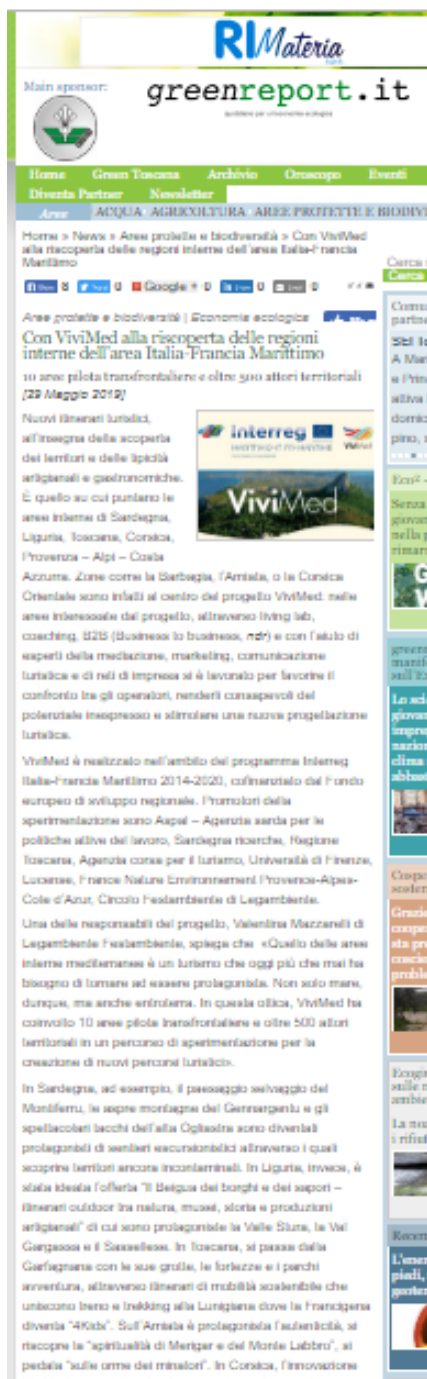 RIMateria
Main sponsor:
greenreport.it
quotidiano per un'economia ecologica
Home Green Toscana Archivio Oroscopo Eventi
Diventa Partner Newsletter
Aree ACQUA AGRICOLTURA AREE PROTETTE E BIODIV
Home » News » Aree protette e biodiversità » Con ViviMed
alla riscoperta delle regioni interne dell'area Italia-Francia
Marittimo
Cerca
Cerca
8 0 Google + 0 0 0
Aree protette e biodiversità | Economia ecologica
Con ViviMed alla riscoperta delle regioni
interne dell'area Italia-Francia Marittimo
10 aree pilota transfrontaliere e oltre 500 attori territoriali
[29 Maggio 2019]
Nuovi itinerari turistici,
all'insegna della scoperta
dei territori e delle tipicità
artigianali e gastronomiche.
È quello su cui puntano le
aree interne di Sardegna,
Liguria, Toscana, Corsica,
Provenza – Alpi – Costa
Interreg
ViviMed
Azzurra. Zone come la Barbagia, l'Amiata, o la Corsica
Orientale sono infatti al centro del progetto ViviMed: nelle
aree interessate dal progetto, attraverso living lab,
coaching, B2B (Business to business, ndr) e con l'aiuto di
esperti della mediazione, marketing, comunicazione
turistica e di reti di impresa si è lavorato per favorire il
confronto tra gli operatori, renderli consapevoli del
potenziale inespresso e stimolare una nuova progettazione
turistica.
ViviMed è realizzato nell'ambito del programma Interreg
Italia-Francia Marittimo 2014-2020, cofinanziato dal Fondo
europeo di sviluppo regionale. Promotori della
sperimentazione sono Aspal – Agenzia sarda per le
politiche attive del lavoro, Sardegna ricerche, Regione
Toscana, Agenzia corsa per il turismo, Università di Firenze,
Lucense, France Nature Environnement Provence-Alpes-
Cote d'Azur, Circolo Festambiente di Legambiente.
Una delle responsabili del progetto, Valentina Mazzarelli di
Legambiente Festambiente, spiega che «Quello delle aree
interne mediterranee è un turismo che oggi più che mai ha
bisogno di tornare ad essere protagonista. Non solo mare,
dunque, ma anche entroterra. In questa ottica, ViviMed ha
coinvolto 10 aree pilota transfrontaliere e oltre 500 attori
territoriali in un percorso di sperimentazione per la
creazione di nuovi percorsi turistici».
In Sardegna, ad esempio, il paesaggio selvaggio del
Montiferru, le aspre montagne del Gennargentu e gli
spettacolari tacchi dell'alta Ogliastra sono diventati
protagonisti di sentieri escursionistici attraverso i quali
scoprire territori ancora incontaminati. In Liguria, invece, è
stata ideata l'offerta "Il Beigua dei borghi e dei sapori –
itinerari outdoor tra natura, musei, storia e produzioni
artigianali" di cui sono protagoniste la Valle Stura, la Val
Gargassa e il Sassellese. In Toscana, si passa dalla
Garfagnana con le sue grotte, le fortezze e i parchi
avventura, attraverso itinerari di mobilità sostenibile che
uniscono treno e trekking alla Lunigiana dove la Francigena
diventa "4Kids". Sull'Amiata è protagonista l'autenticità, si
riscopre la "spiritualità di Merigar e del Monte Labbro", si
pedala "sulle orme dei minatori". In Corsica, l'innovazione